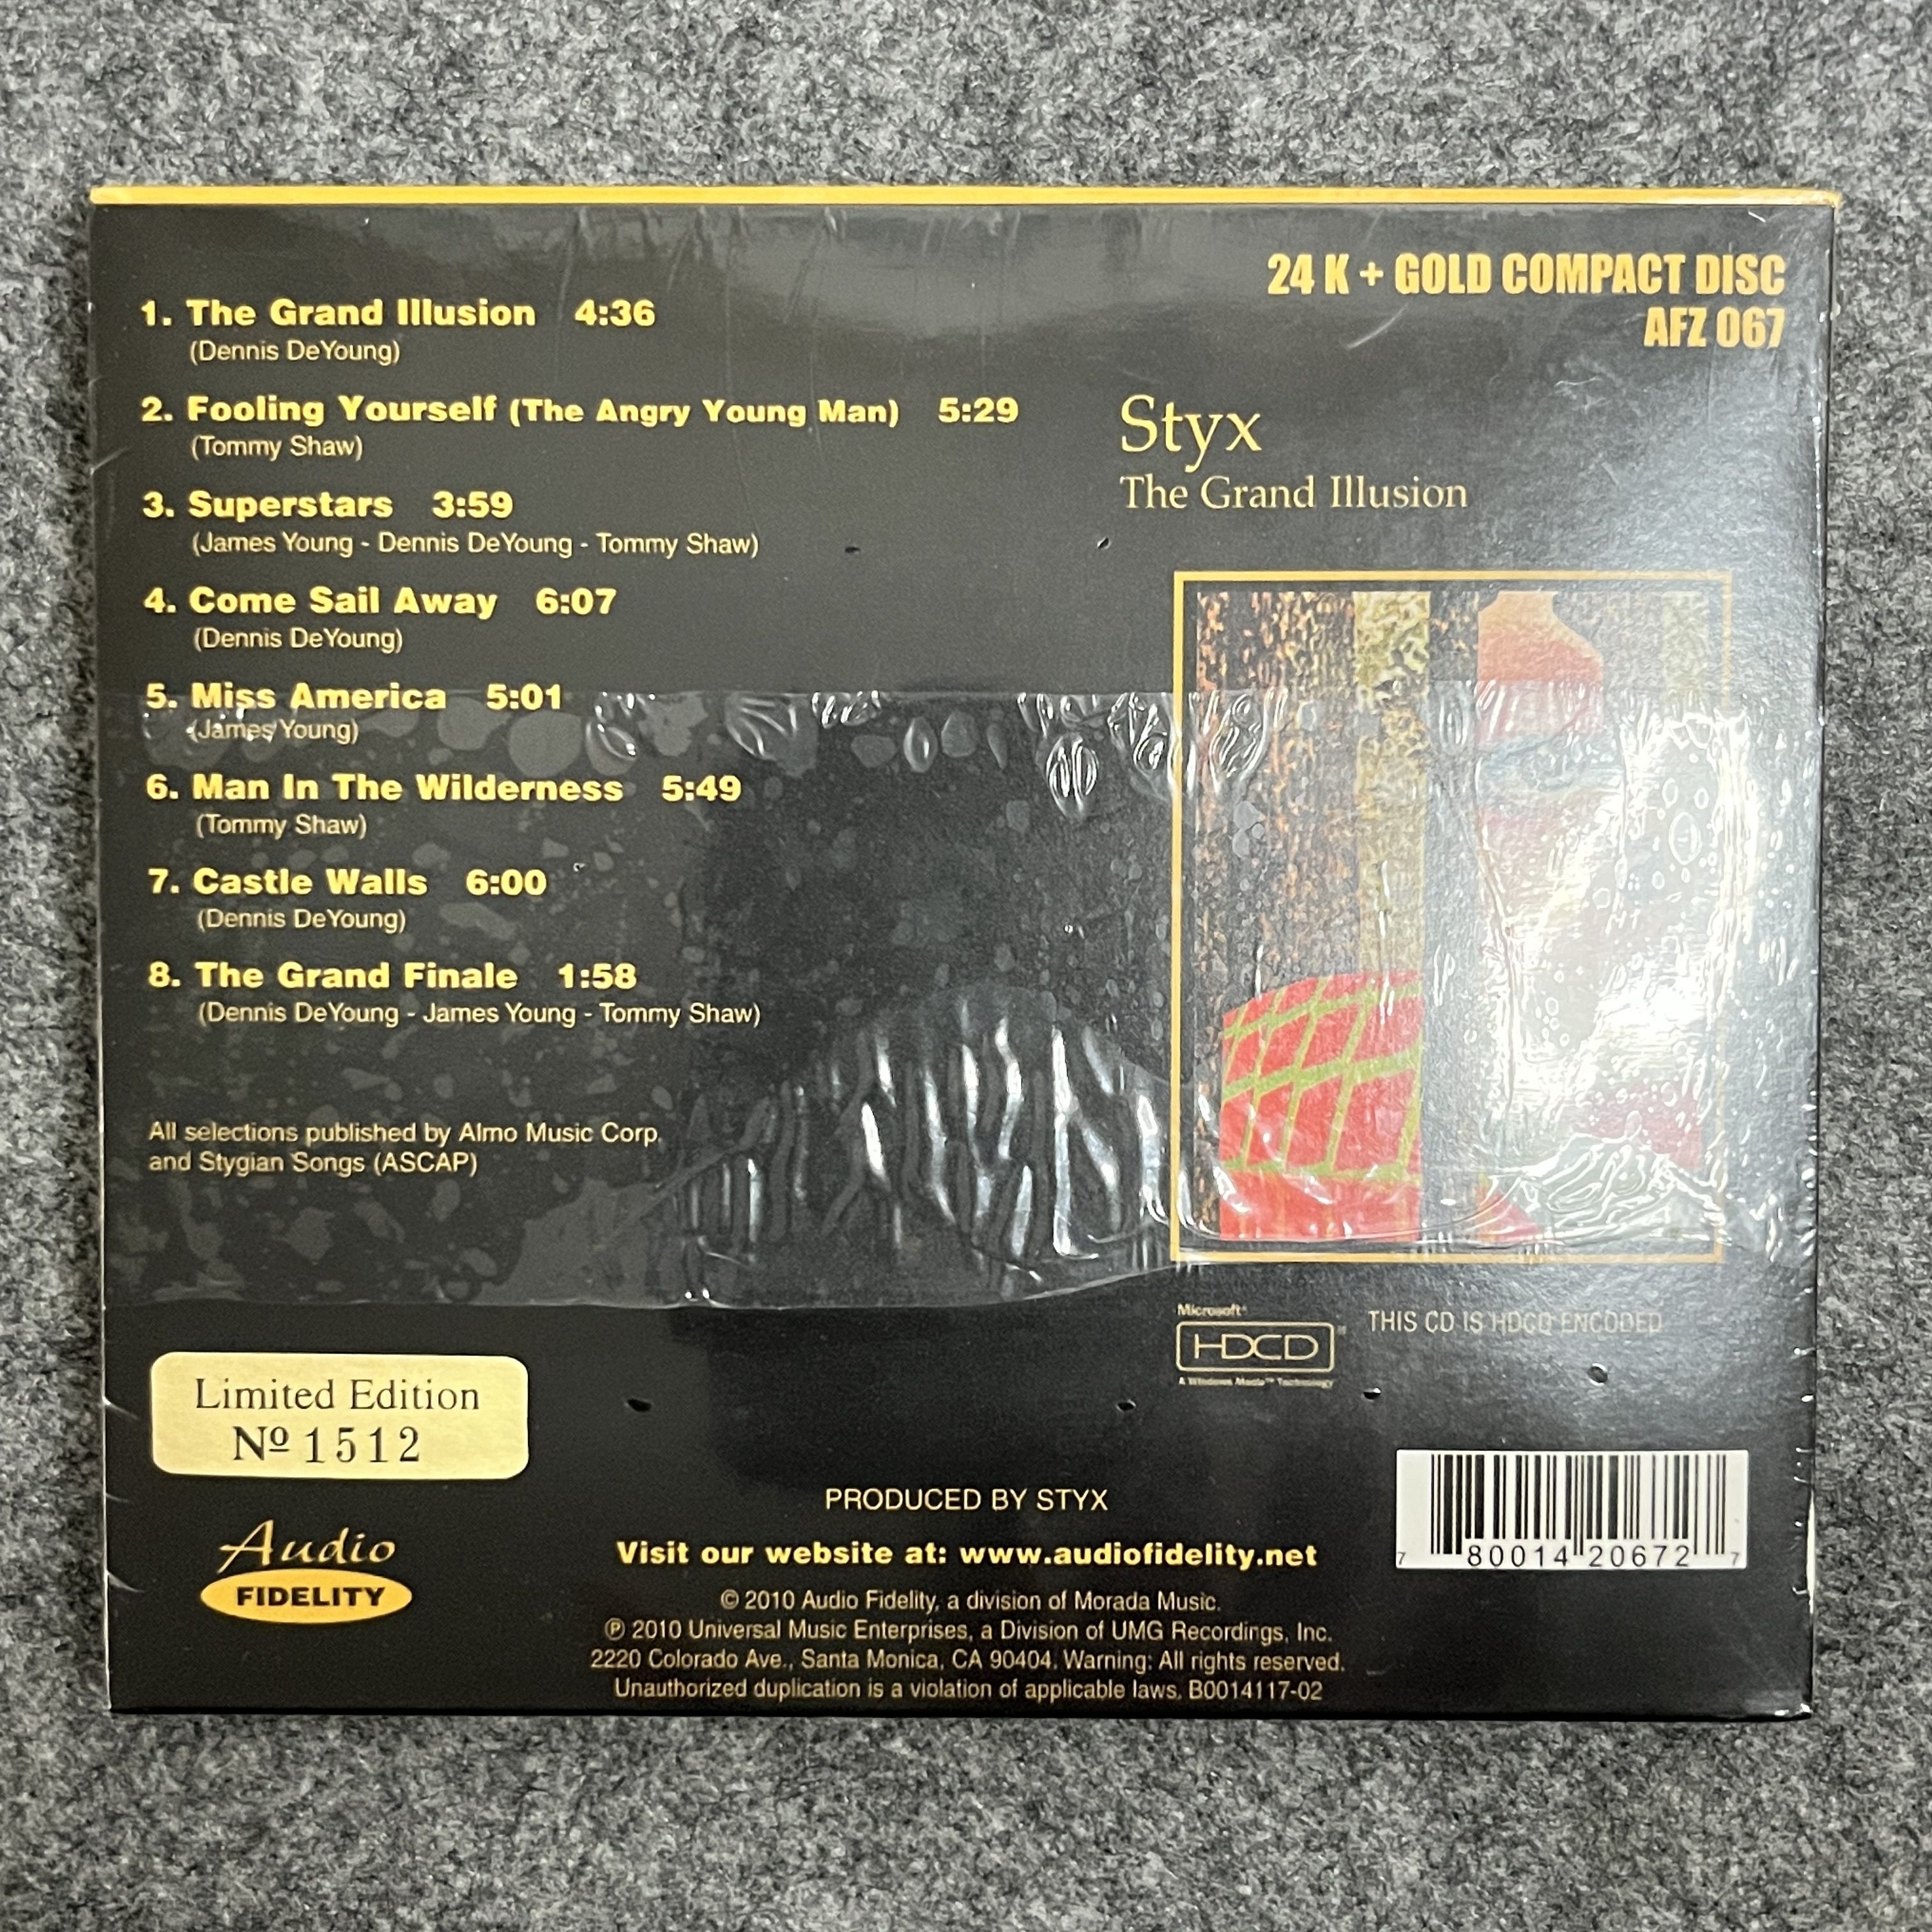 24 K + GOLD COMPACT DISC
AFZ 067
1. The Grand Illusion 4:36
(Dennis DeYoung)
2. Fooling Yourself (The Angry Young Man) 5:29
(Tommy Shaw)
3. Superstars 3:59
(James Young - Dennis DeYoung - Tommy Shaw)
4. Come Sail Away 6:07
(Dennis DeYoung)
5. Miss America 5:01
(James Young)
6. Man In The Wilderness 5:49
(Tommy Shaw)
7. Castle Walls 6:00
(Dennis DeYoung)
8. The Grand Finale 1:58
(Dennis DeYoung - James Young - Tommy Shaw)
All selections published by Almo Music Corp.
and Stygian Songs (ASCAP)
Styx
The Grand Illusion
Microsoft®
HDCD™
A Windows Media™ Technology
THIS CD IS HDCD ENCODED
Limited Edition
Nº 1512
Audio
FIDELITY
PRODUCED BY STYX
Visit our website at: www.audiofidelity.net
© 2010 Audio Fidelity, a division of Morada Music.
℗ 2010 Universal Music Enterprises, a Division of UMG Recordings, Inc.
2220 Colorado Ave., Santa Monica, CA 90404. Warning: All rights reserved.
Unauthorized duplication is a violation of applicable laws. B0014117-02
7 80014 20672 7